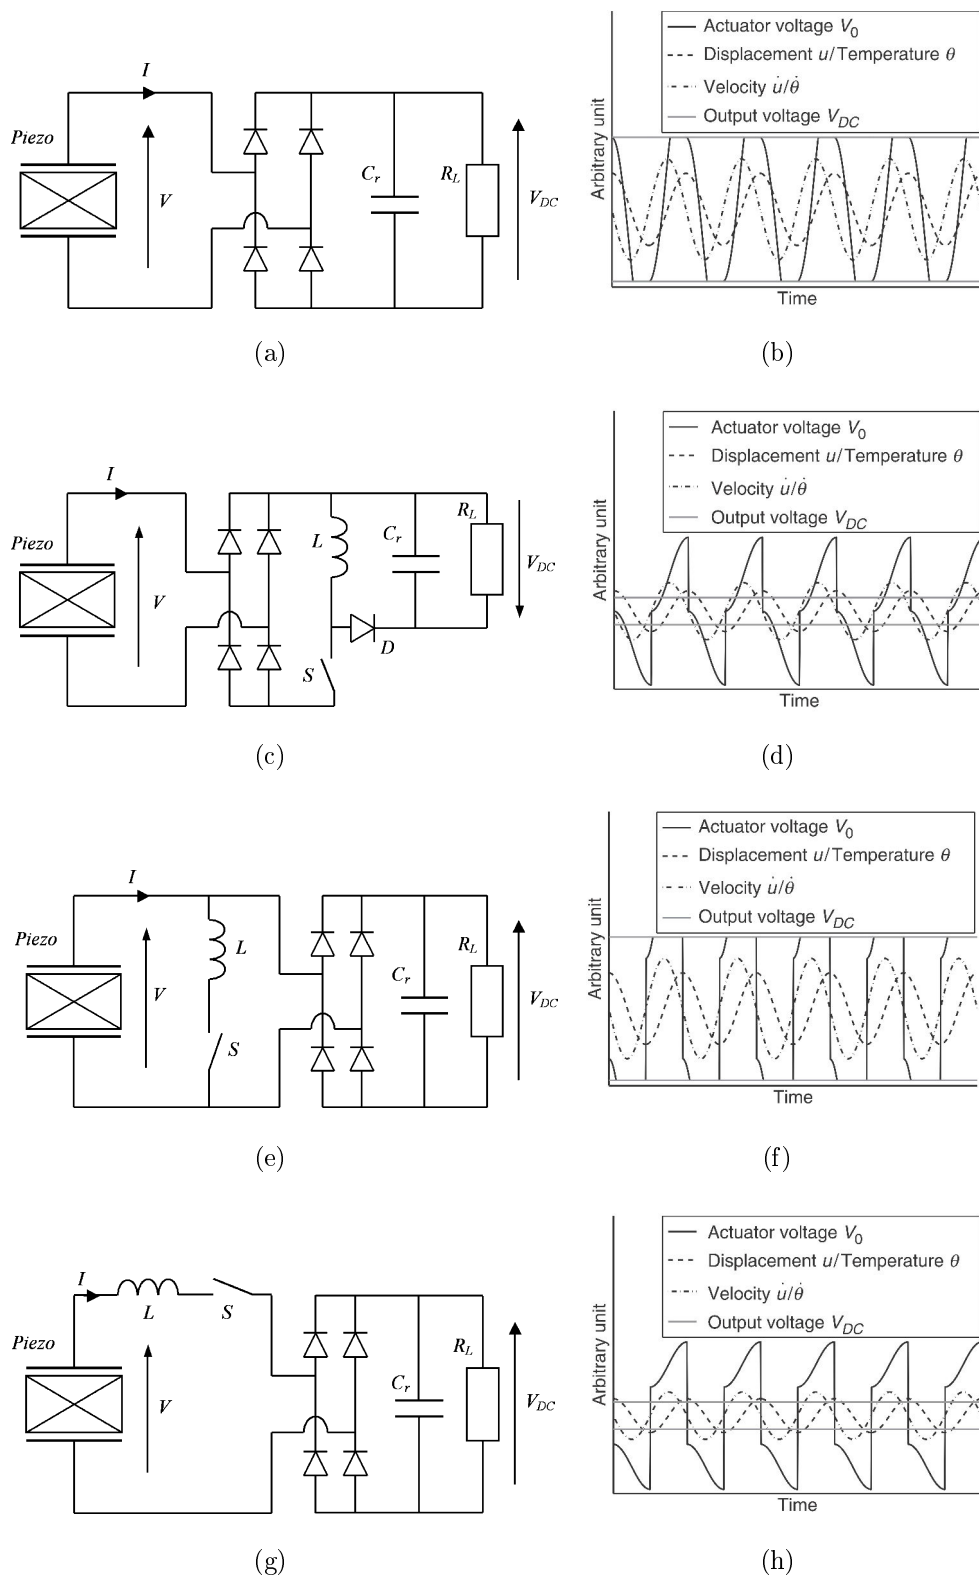 I
Piezo
V
C_r
R_L
V_DC
(a)
Actuator voltage V_0
Displacement u/Temperature θ
Velocity u̇/θ̇
Output voltage V_DC
Arbitrary unit
Time
(b)
I
Piezo
V
L
S
D
C_r
R_L
V_DC
(c)
Actuator voltage V_0
Displacement u/Temperature θ
Velocity u̇/θ̇
Output voltage V_DC
Arbitrary unit
Time
(d)
I
Piezo
V
L
S
C_r
R_L
V_DC
(e)
Actuator voltage V_0
Displacement u/Temperature θ
Velocity u̇/θ̇
Output voltage V_DC
Arbitrary unit
Time
(f)
I
L
S
Piezo
V
C_r
R_L
V_DC
(g)
Actuator voltage V_0
Displacement u/Temperature θ
Velocity u̇/θ̇
Output voltage V_DC
Arbitrary unit
Time
(h)